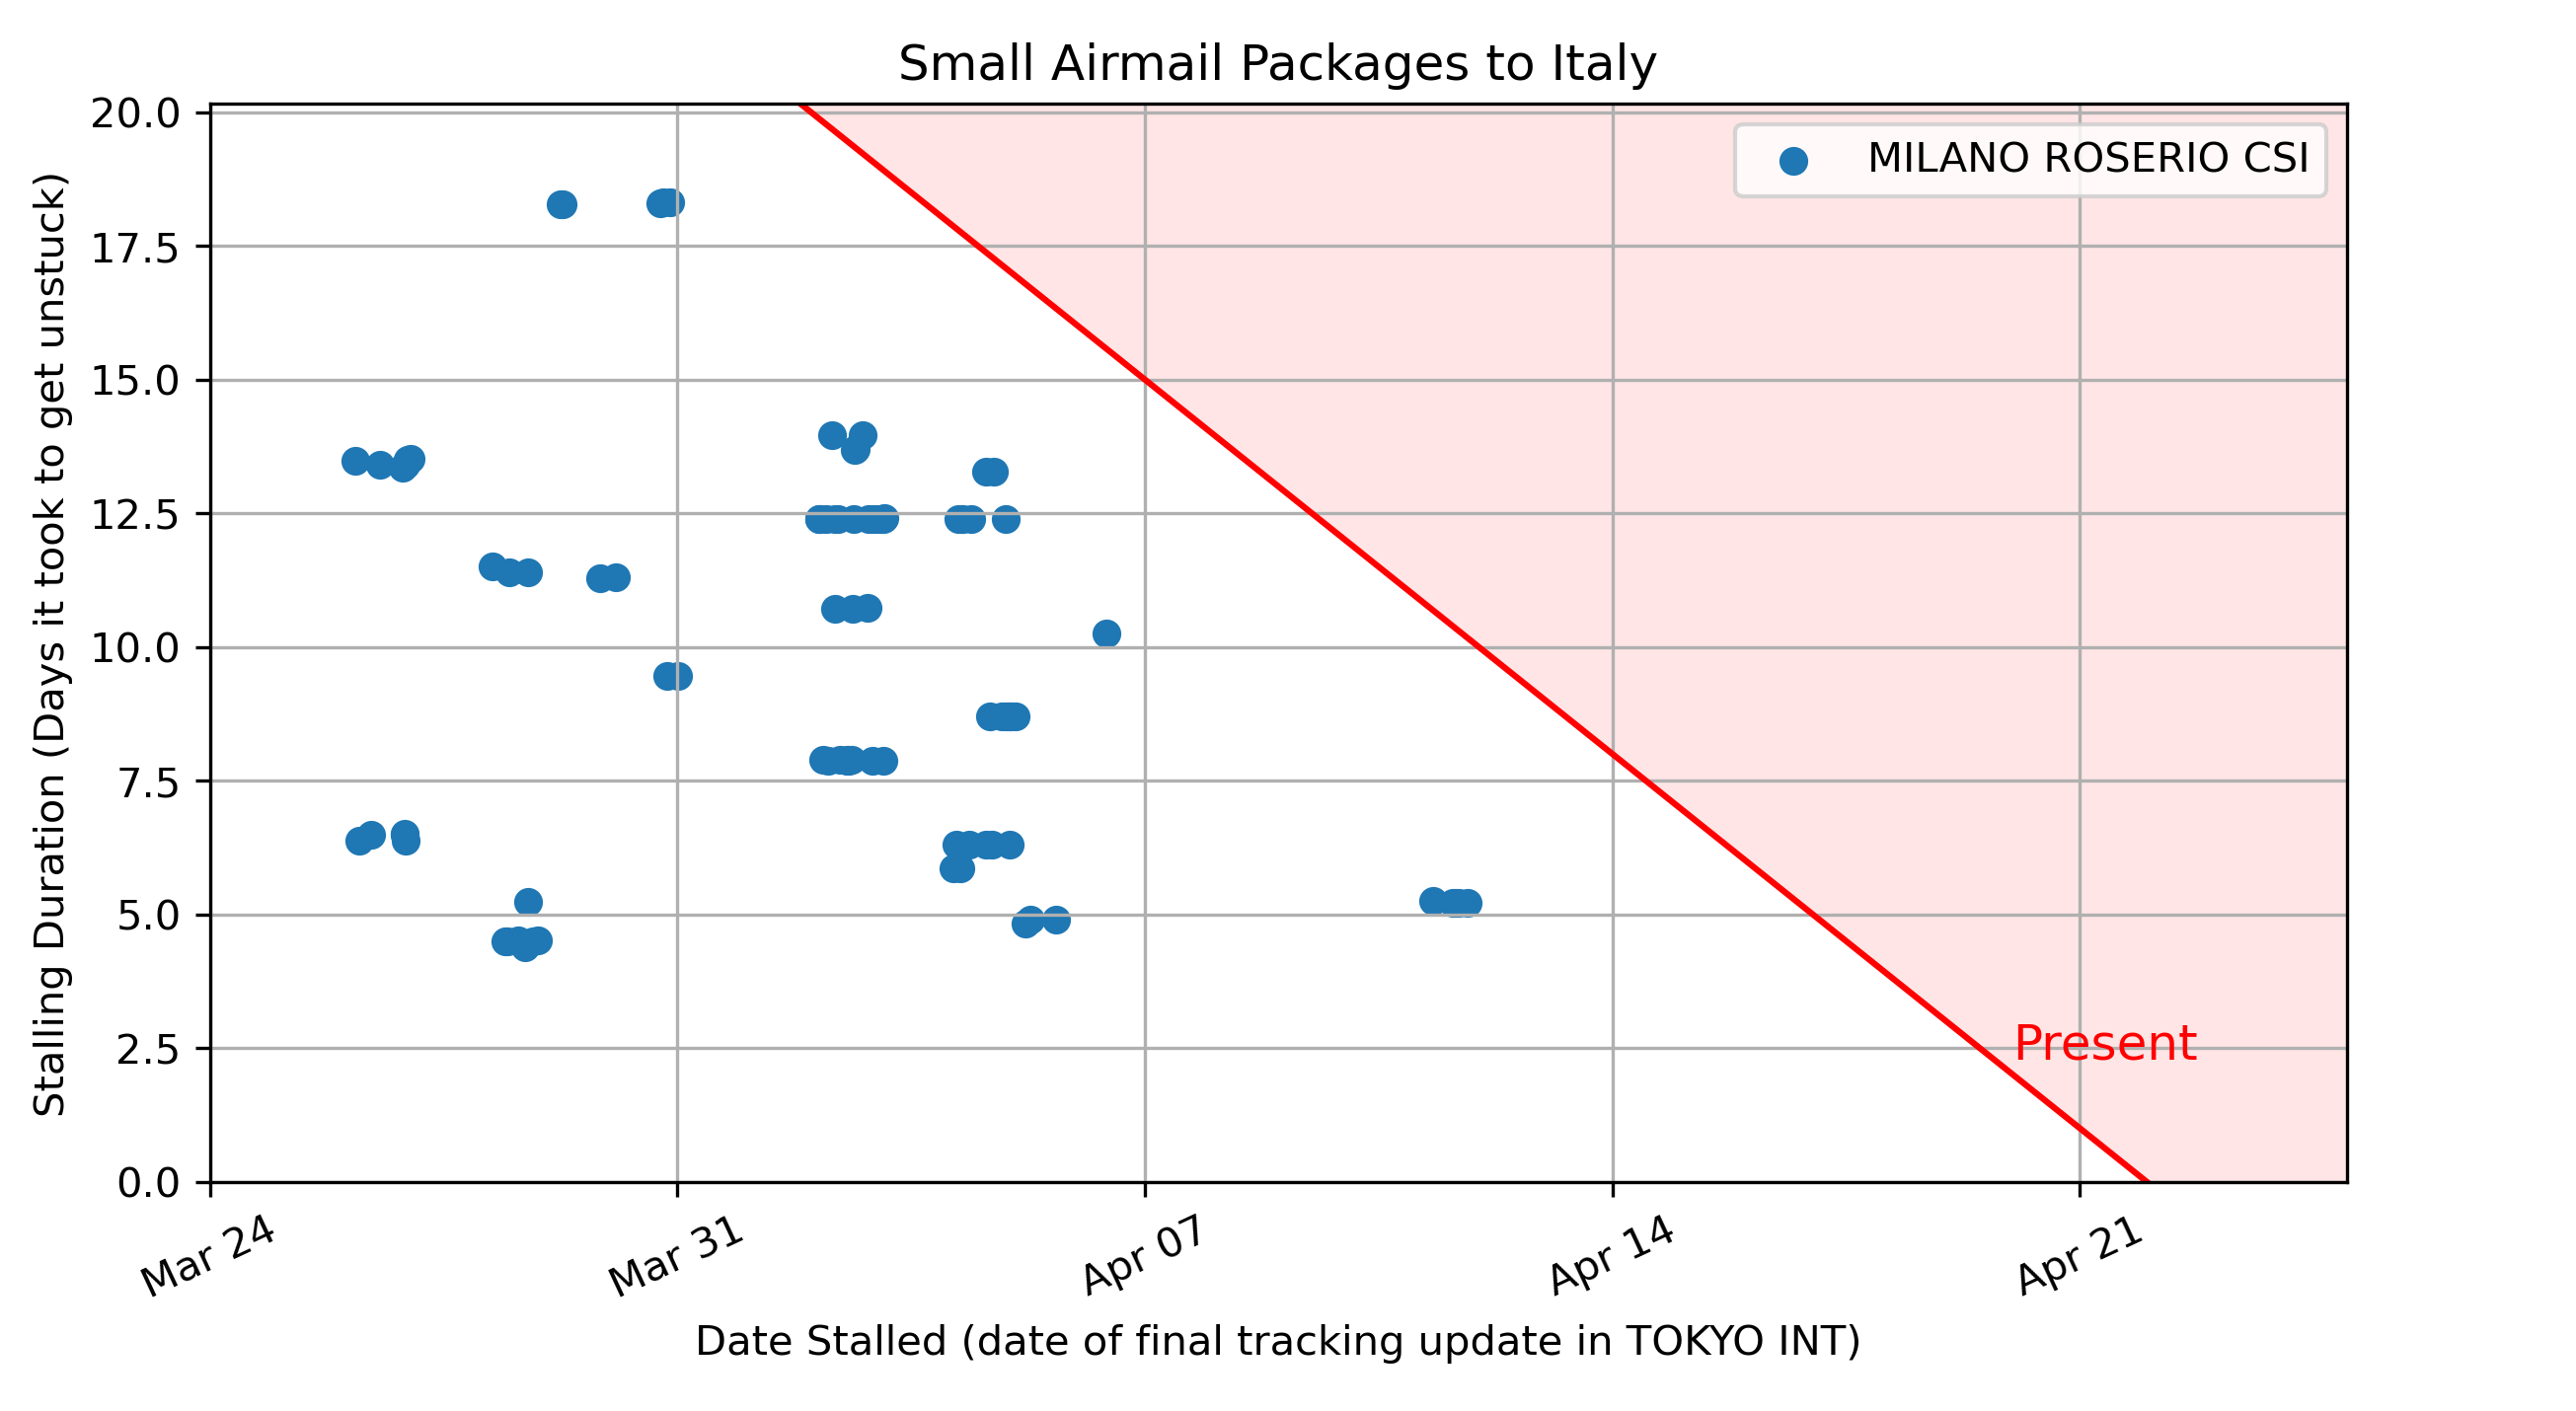 Small Airmail Packages to Italy
Stalling Duration (Days it took to get unstuck)
20.0
17.5
15.0
12.5
10.0
7.5
5.0
2.5
0.0
MILANO ROSERIO CSI
Present
Mar 24
Mar 31
Apr 07
Apr 14
Apr 21
Date Stalled (date of final tracking update in TOKYO INT)